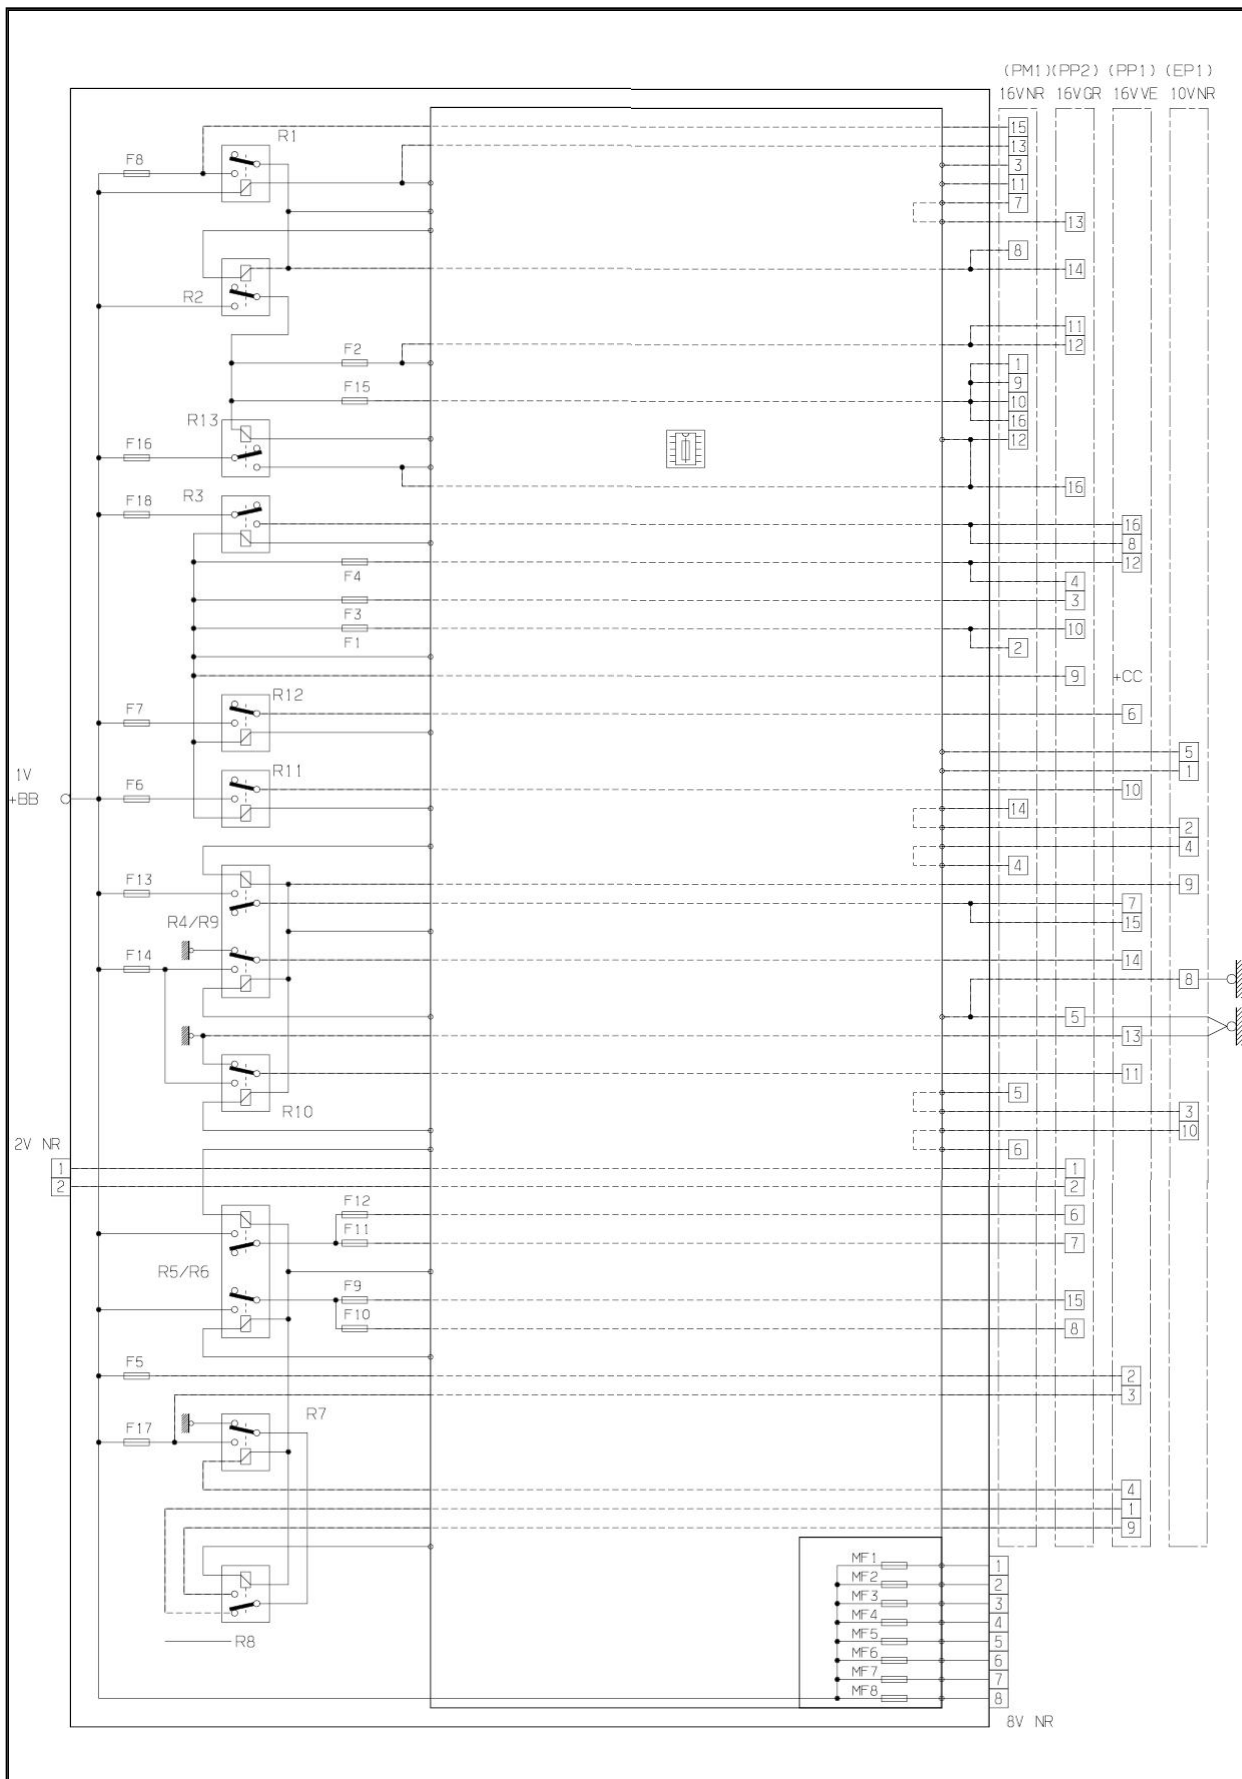 (PM1)(PP2) (PP1) (EP1)
16VNR 16VGR 16VVE 10VNR
15
R1
13
F8
3
11
7
13
8
14
R2
11
F2
12
1
F15
9
10
R13
16
F16
12
16
R3
F18
16
8
12
F4
4
3
F3
10
F1
2
9 +CC
R12
F7
6
5
1V
R11
1
F6
10
+BB
14
2
4
4
F13
9
7
R4/R9
15
F14
14
8
5
13
11
5
R10
3
10
2V NR
6
1
1
2
2
F12
6
F11
7
R5/R6
F9
15
F10
8
F5
2
3
R7
F17
4
1
9
MF1
1
MF2
2
MF3
3
MF4
4
R8
MF5
5
MF6
6
MF7
7
MF8
8
8V NR